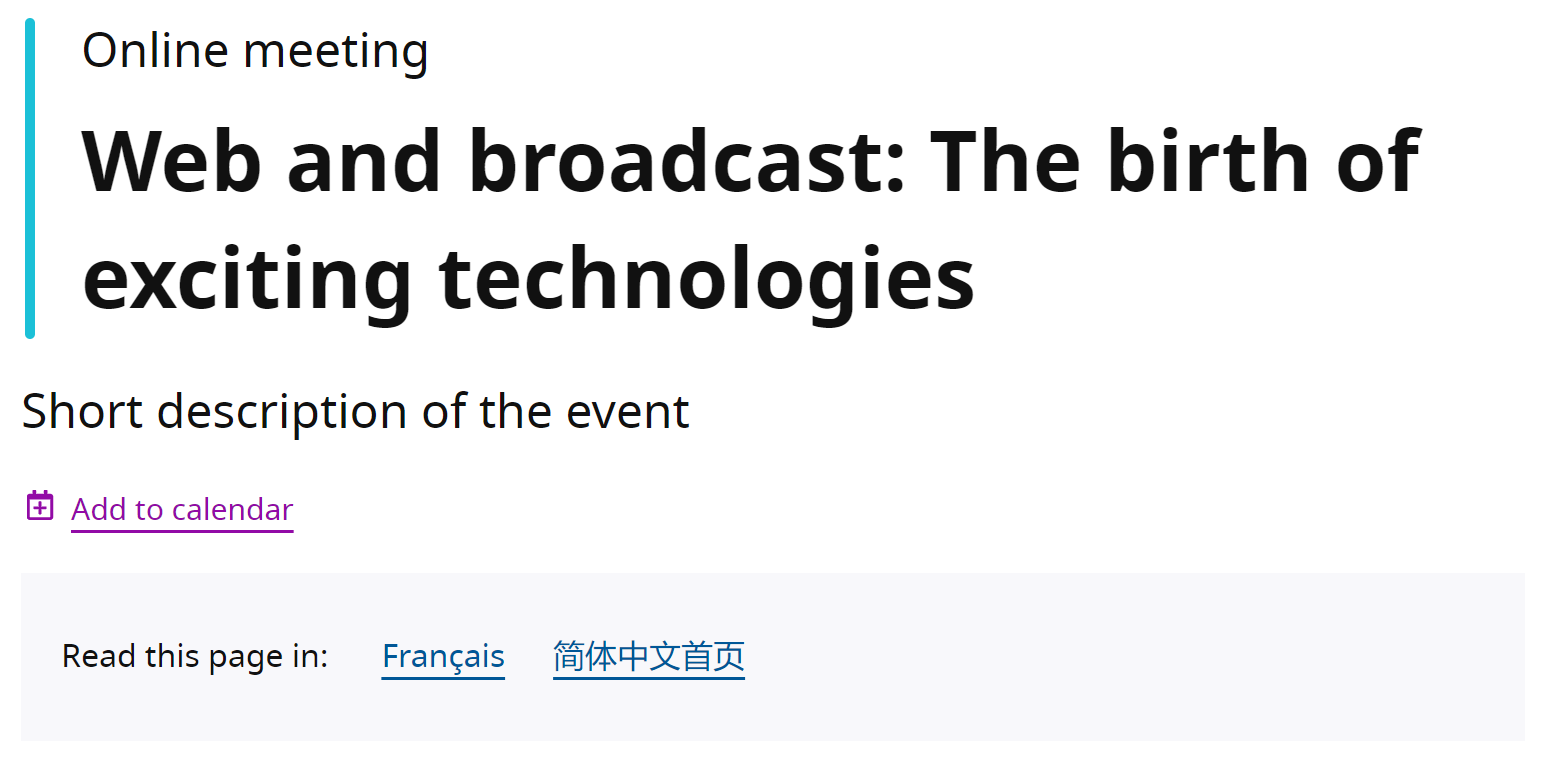 Online meeting
Web and broadcast: The birth of
exciting technologies
Short description of the event
Add to calendar
Read this page in: Français 简体中文首页